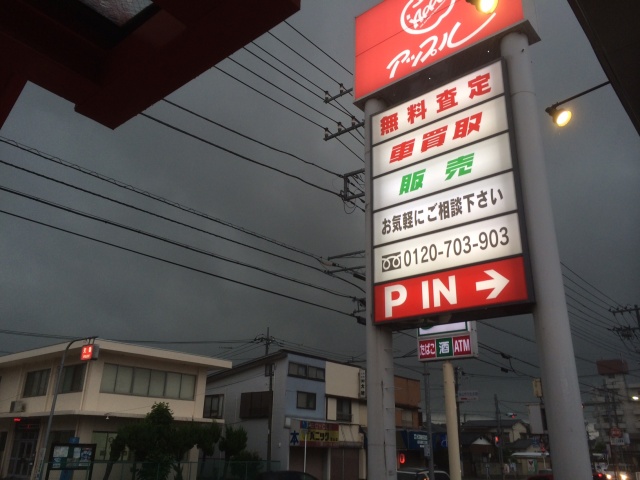 アップル
無料査定
車買取
販売
お気軽にご相談下さい
0120-703-903
P IN →
たばこ 酒 ATM